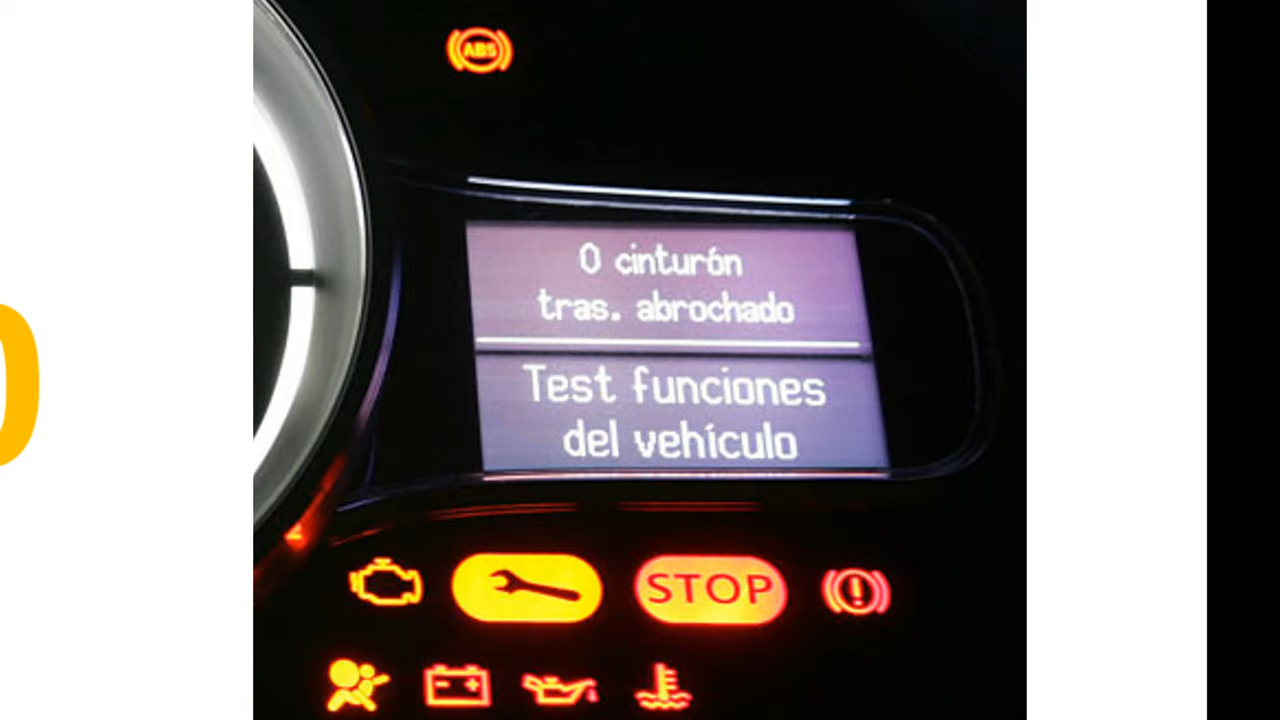 ABS
0 cinturón
tras. abrochado
Test funciones
del vehículo
STOP